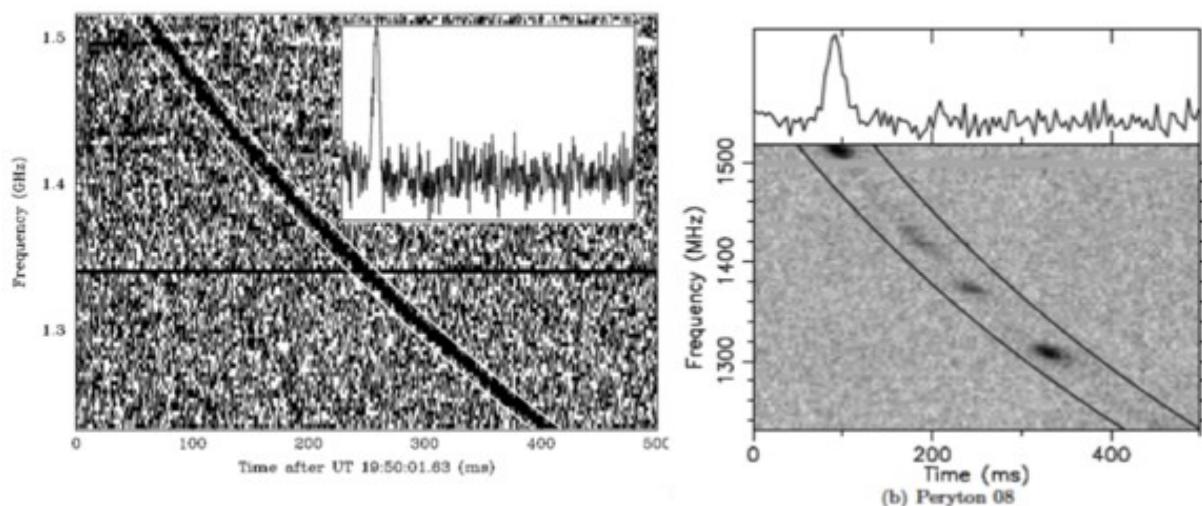 1.5
1.4
1.3
Frequency (GHz)
0 100 200 300 400 500
Time after UT 19:50:01.63 (ms)
1500
1400
1300
Frequency (MHz)
0 200 400
Time (ms)
(b) Peryton 08